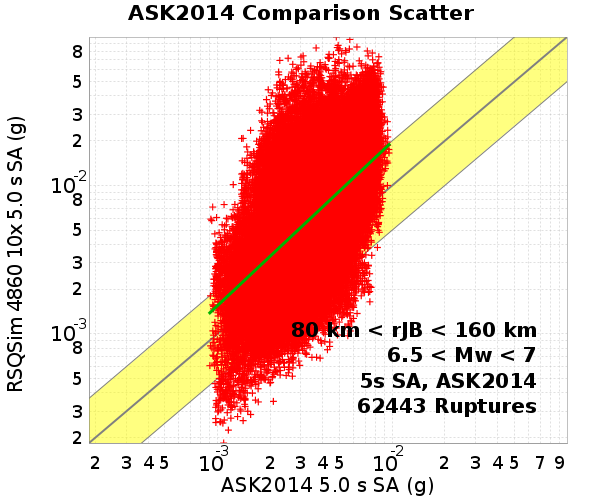 ASK2014 Comparison Scatter
RSQSim 4860 10x 5.0 s SA (g)
8
5
3
2
10-2
8
5
3
2
10-3
8
5
3
2
80 km < rJB < 160 km
6.5 < Mw < 7
5s SA, ASK2014
62443 Ruptures
2 3 4 5 10-3 2 3 4 5 10-2 2 3 4 5 7 9
ASK2014 5.0 s SA (g)